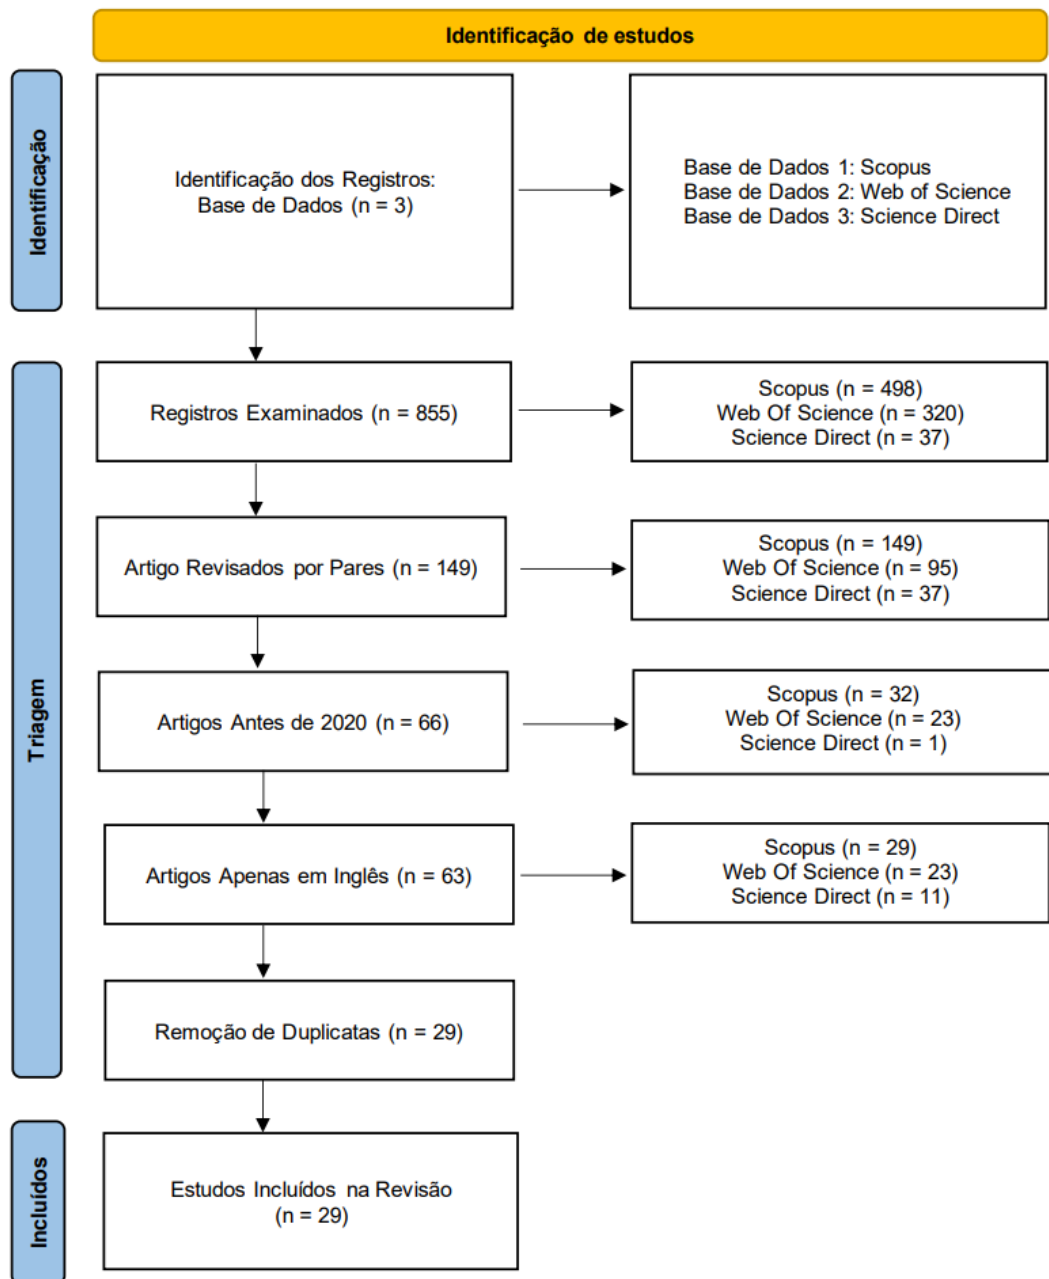 Identificação de estudos
Identificação
Identificação dos Registros:
Base de Dados (n = 3)
Base de Dados 1: Scopus
Base de Dados 2: Web of Science
Base de Dados 3: Science Direct
Triagem
Registros Examinados (n = 855)
Scopus (n = 498)
Web Of Science (n = 320)
Science Direct (n = 37)
Artigo Revisados por Pares (n = 149)
Scopus (n = 149)
Web Of Science (n = 95)
Science Direct (n = 37)
Artigos Antes de 2020 (n = 66)
Scopus (n = 32)
Web Of Science (n = 23)
Science Direct (n = 1)
Artigos Apenas em Inglês (n = 63)
Scopus (n = 29)
Web Of Science (n = 23)
Science Direct (n = 11)
Remoção de Duplicatas (n = 29)
Incluídos
Estudos Incluídos na Revisão
(n = 29)